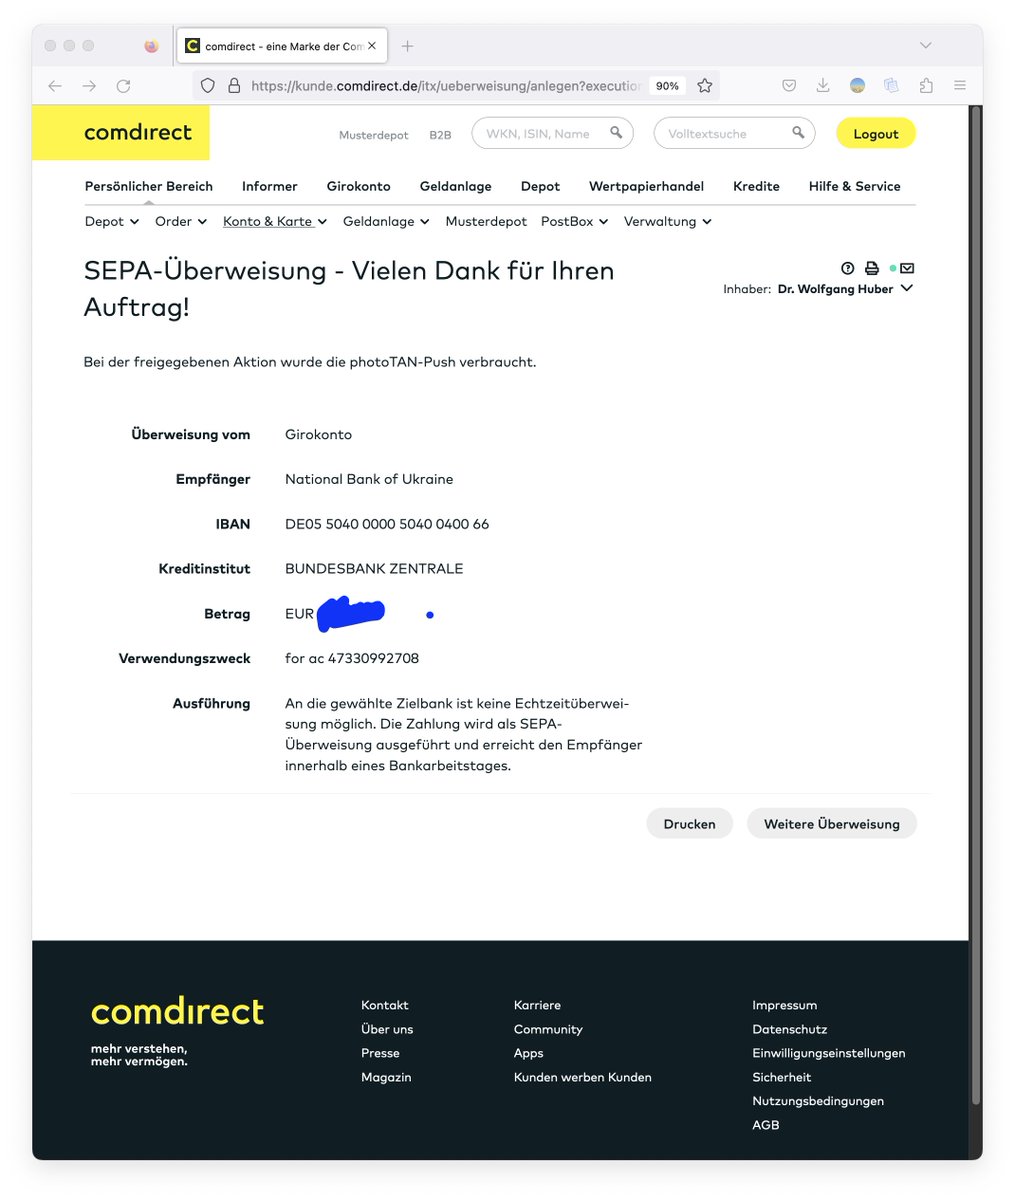 comdirect - eine Marke der Com
https://kunde.comdirect.de/itx/ueberweisung/anlegen?execution
90%
comdirect
Musterdepot
B2B
WKN, ISIN, Name
Volltextsuche
Logout
Persönlicher Bereich
Informer
Girokonto
Geldanlage
Depot
Wertpapierhandel
Kredite
Hilfe & Service
Depot
Order
Konto & Karte
Geldanlage
Musterdepot
PostBox
Verwaltung
SEPA-Überweisung - Vielen Dank für Ihren
Auftrag!
Inhaber: Dr. Wolfgang Huber
Bei der freigegebenen Aktion wurde die photoTAN-Push verbraucht.
Überweisung vom Girokonto
Empfänger National Bank of Ukraine
IBAN DE05 5040 0000 5040 0400 66
Kreditinstitut BUNDESBANK ZENTRALE
Betrag EUR
Verwendungszweck for ac 47330992708
Ausführung An die gewählte Zielbank ist keine Echtzeitüberwei-
sung möglich. Die Zahlung wird als SEPA-
Überweisung ausgeführt und erreicht den Empfänger
innerhalb eines Bankarbeitstages.
Drucken
Weitere Überweisung
comdirect
mehr verstehen,
mehr vermögen.
Kontakt
Über uns
Presse
Magazin
Karriere
Community
Apps
Kunden werben Kunden
Impressum
Datenschutz
Einwilligungseinstellungen
Sicherheit
Nutzungsbedingungen
AGB